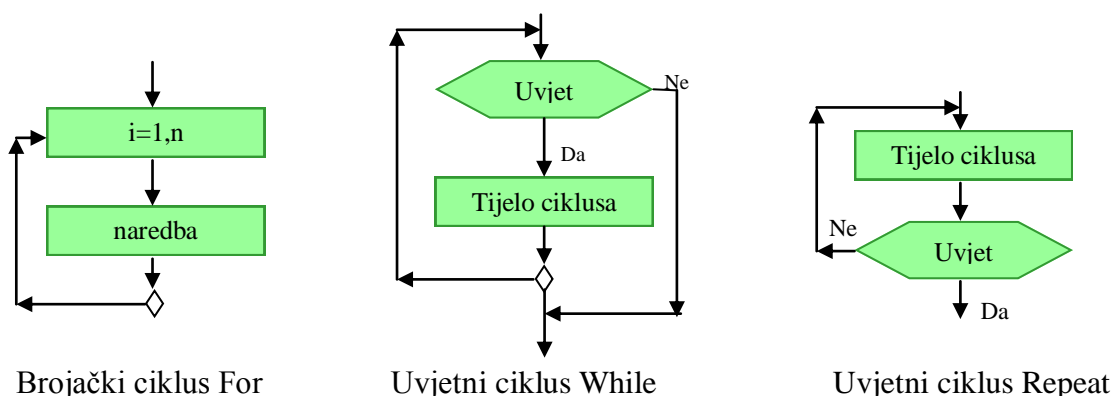 i=1,n
naredba
Brojački ciklus For
Uvjet
Ne
Da
Tijelo ciklusa
Uvjetni ciklus While
Tijelo ciklusa
Ne
Uvjet
Da
Uvjetni ciklus Repeat